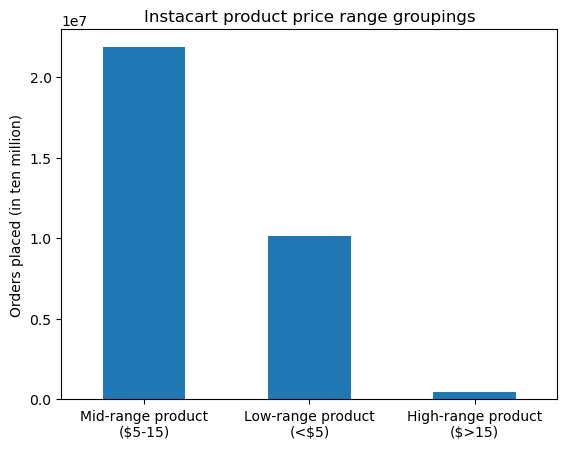 Instacart product price range groupings
1e7
Orders placed (in ten million)
2.0
1.5
1.0
0.5
0.0
Mid-range product
($5-15)
Low-range product
(<$5)
High-range product
($>15)